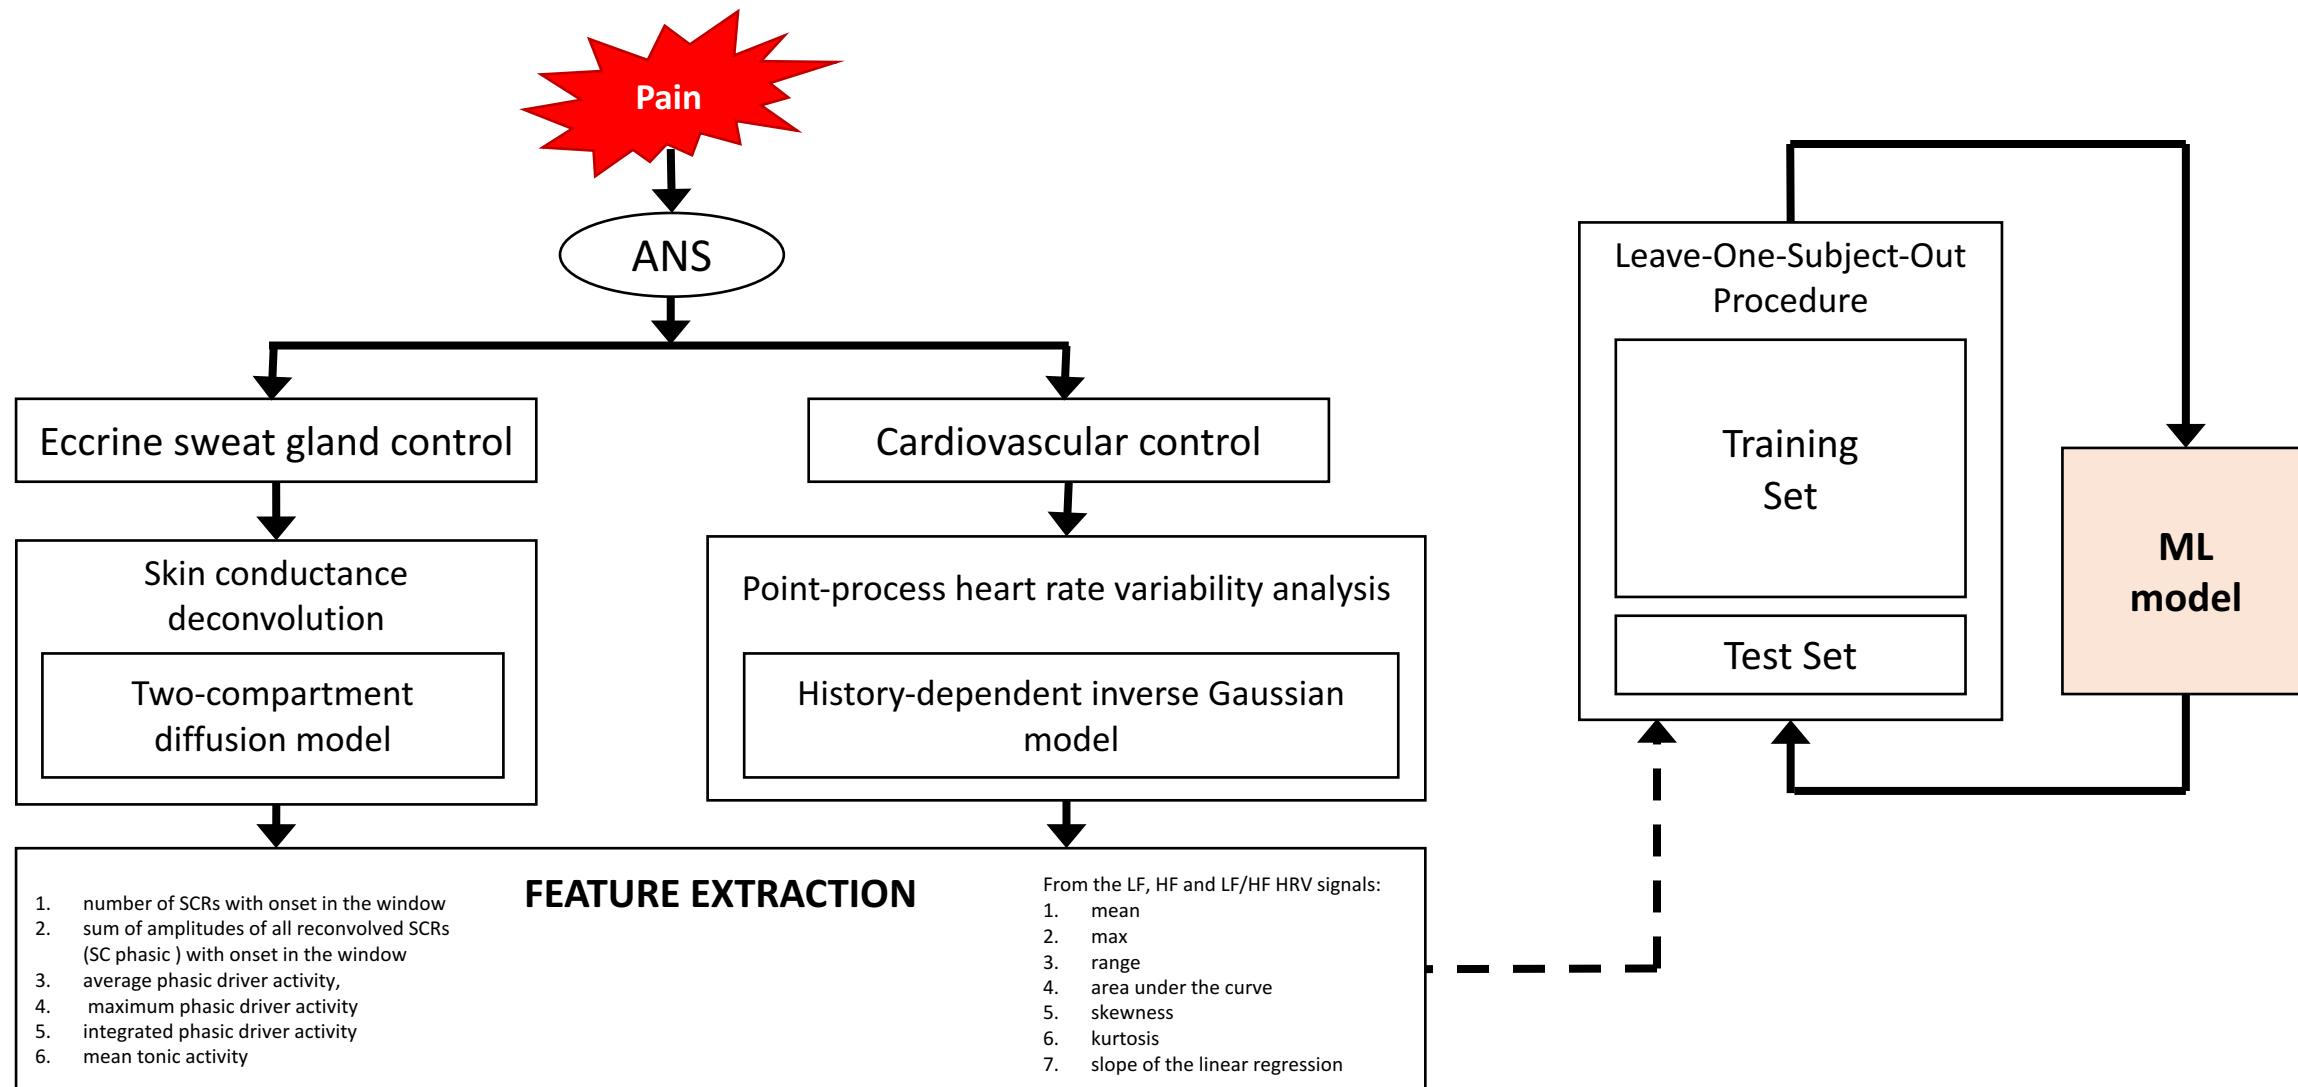 Pain
ANS
Eccrine sweat gland control
Cardiovascular control
Skin conductance
deconvolution
Two-compartment
diffusion model
Point-process heart rate variability analysis
History-dependent inverse Gaussian
model
FEATURE EXTRACTION
1. number of SCRs with onset in the window
2. sum of amplitudes of all reconvolved SCRs
(SC phasic ) with onset in the window
3. average phasic driver activity,
4. maximum phasic driver activity
5. integrated phasic driver activity
6. mean tonic activity
From the LF, HF and LF/HF HRV signals:
1. mean
2. max
3. range
4. area under the curve
5. skewness
6. kurtosis
7. slope of the linear regression
Leave-One-Subject-Out
Procedure
Training
Set
Test Set
ML
model